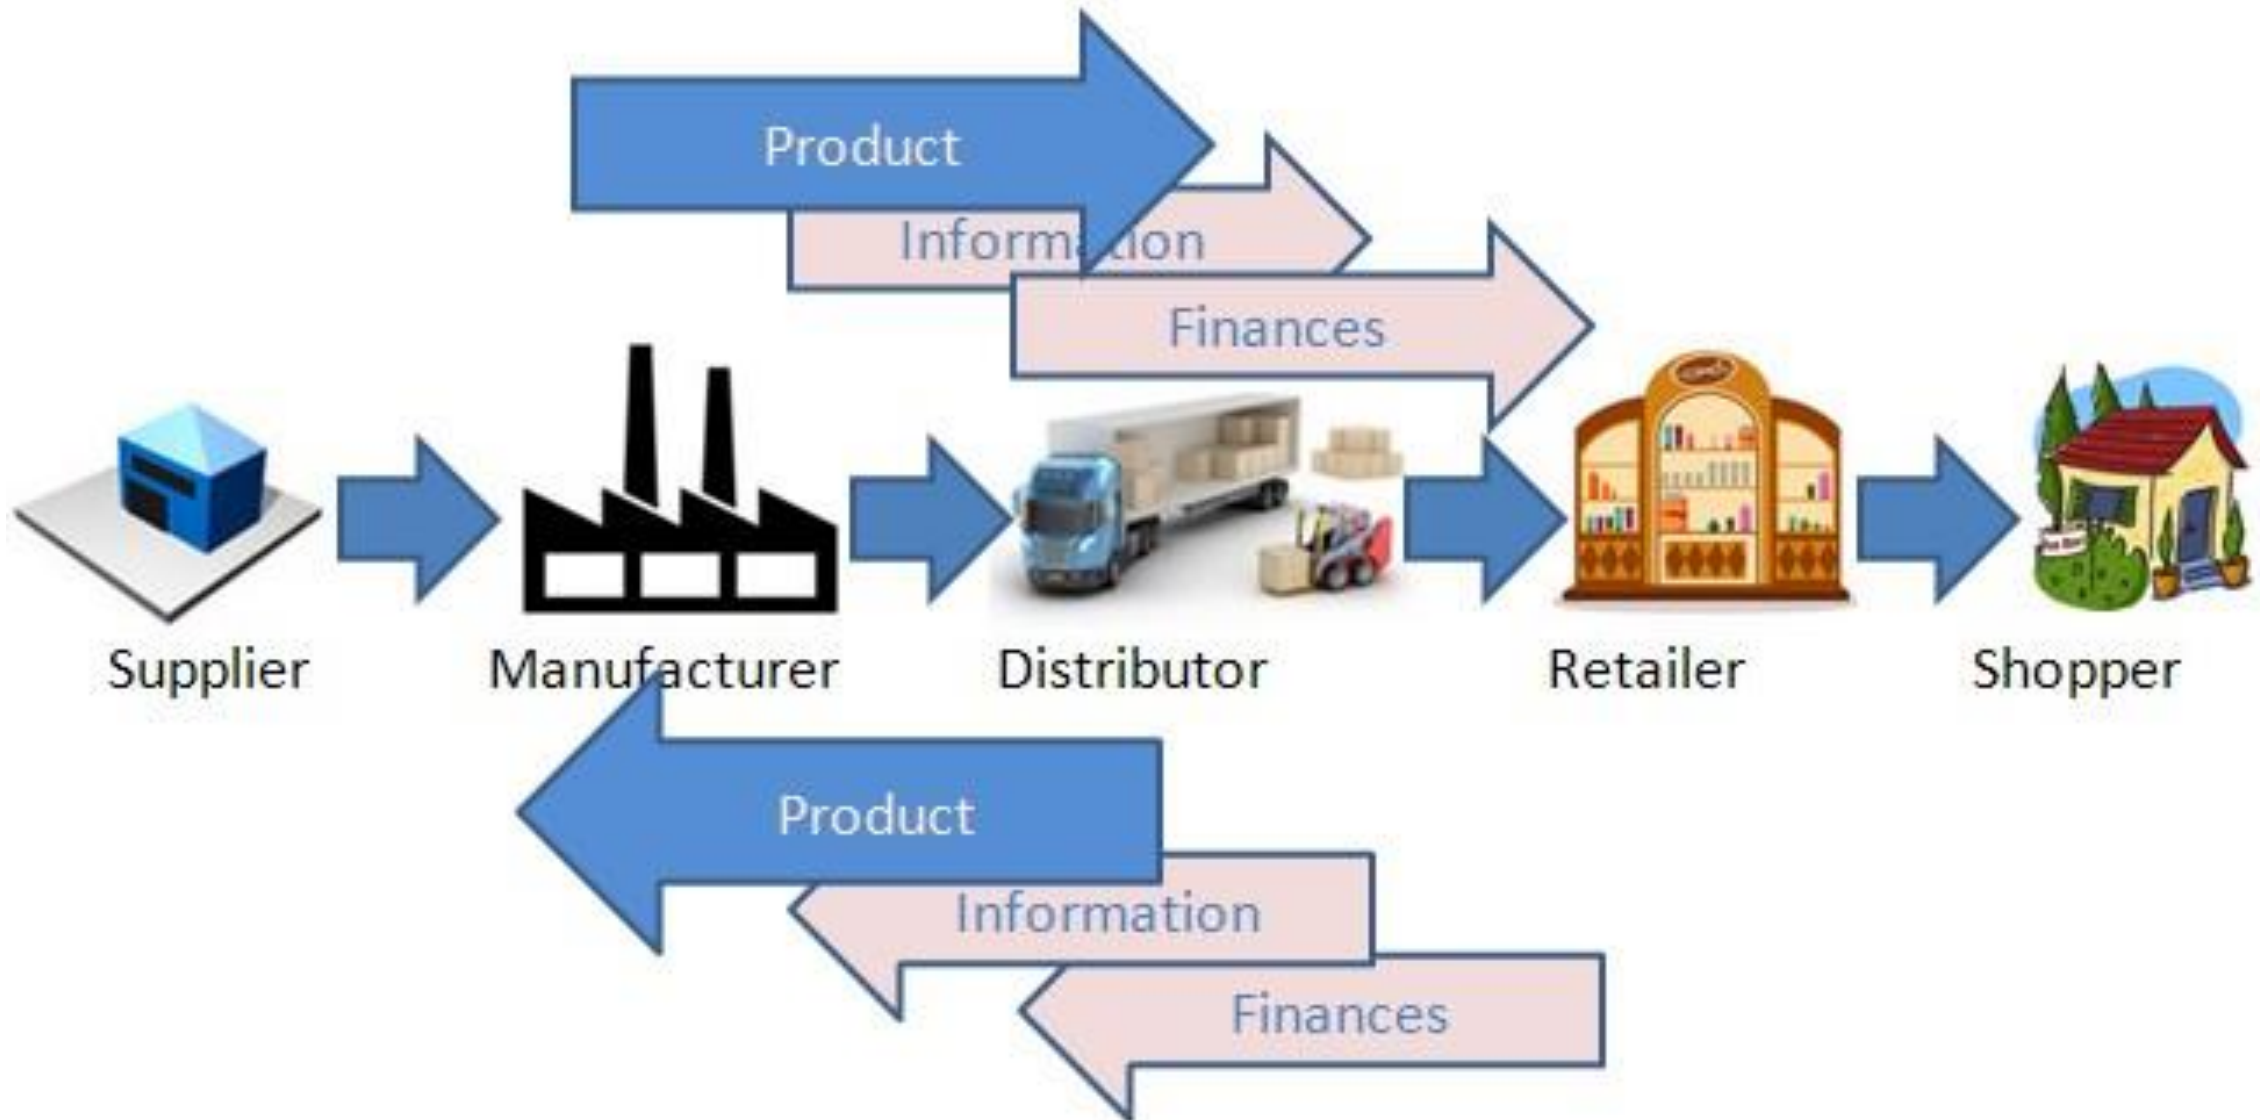 Product
Information
Finances
Supplier
Manufacturer
Distributor
Retailer
Shopper
Product
Information
Finances